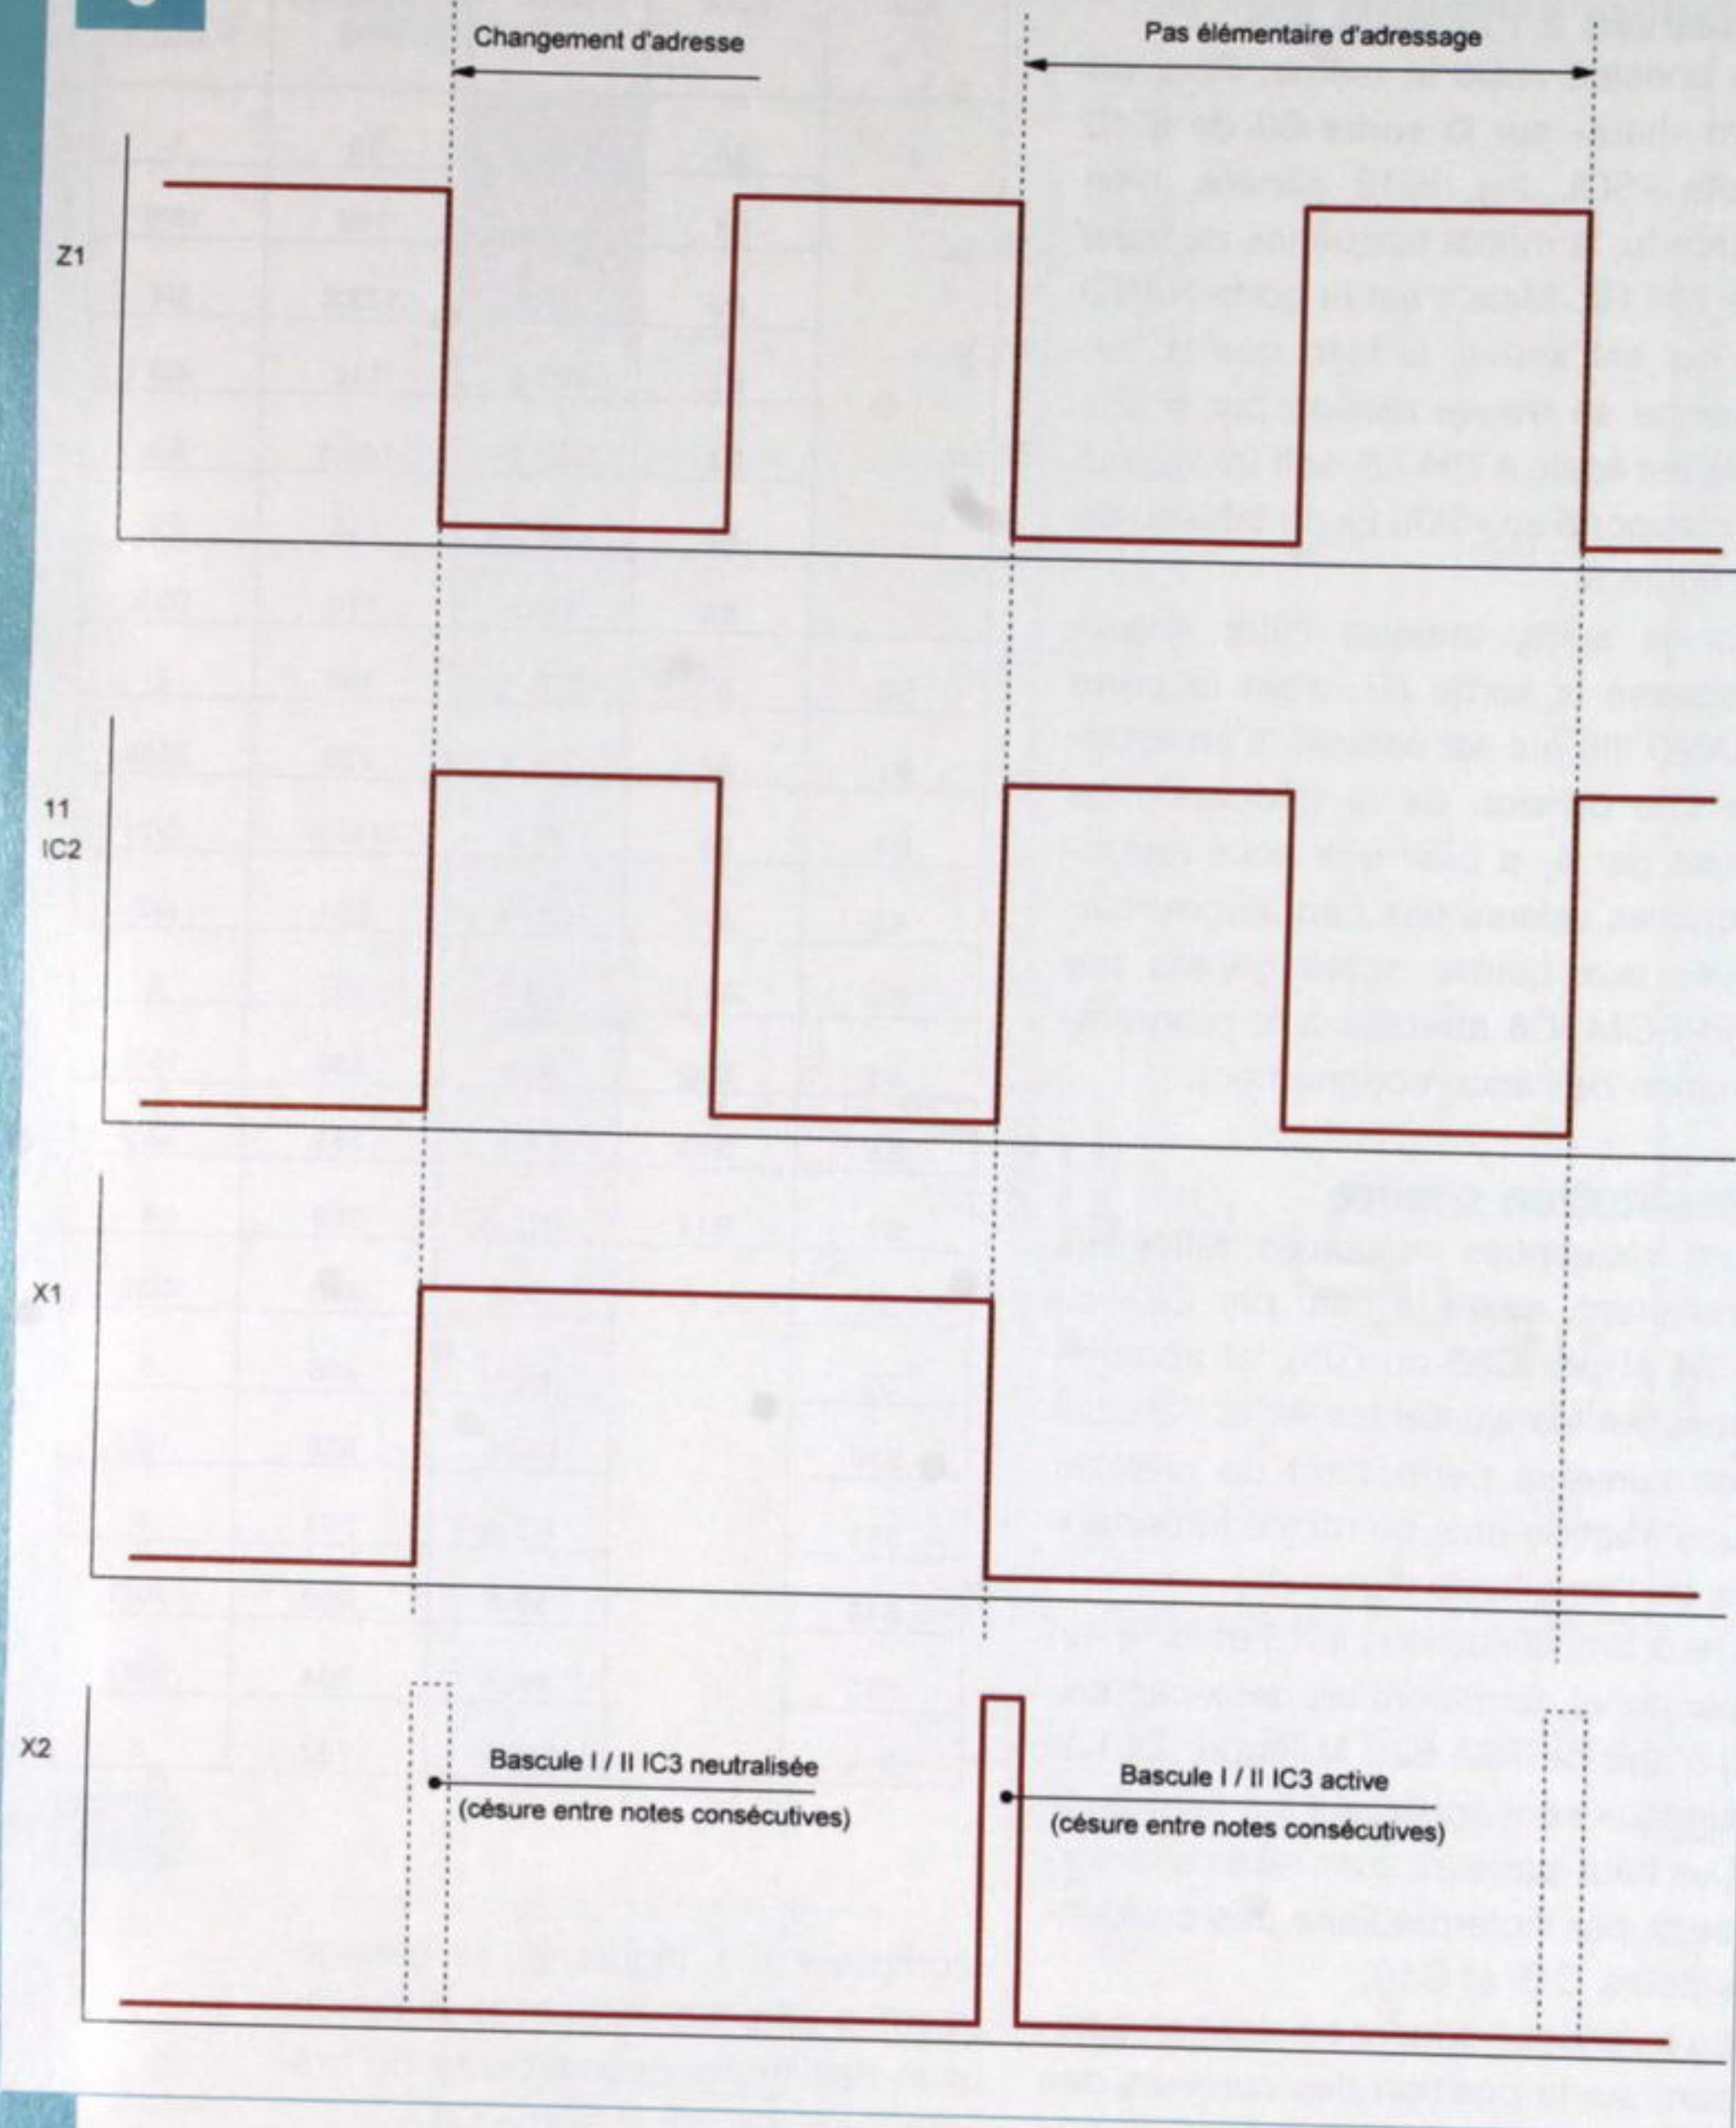 Changement d'adresse
Pas élémentaire d'adressage
Z1
11
IC2
X1
X2
Bascule I / II IC3 neutralisée
(césure entre notes consécutives)
Bascule I / II IC3 active
(césure entre notes consécutives)